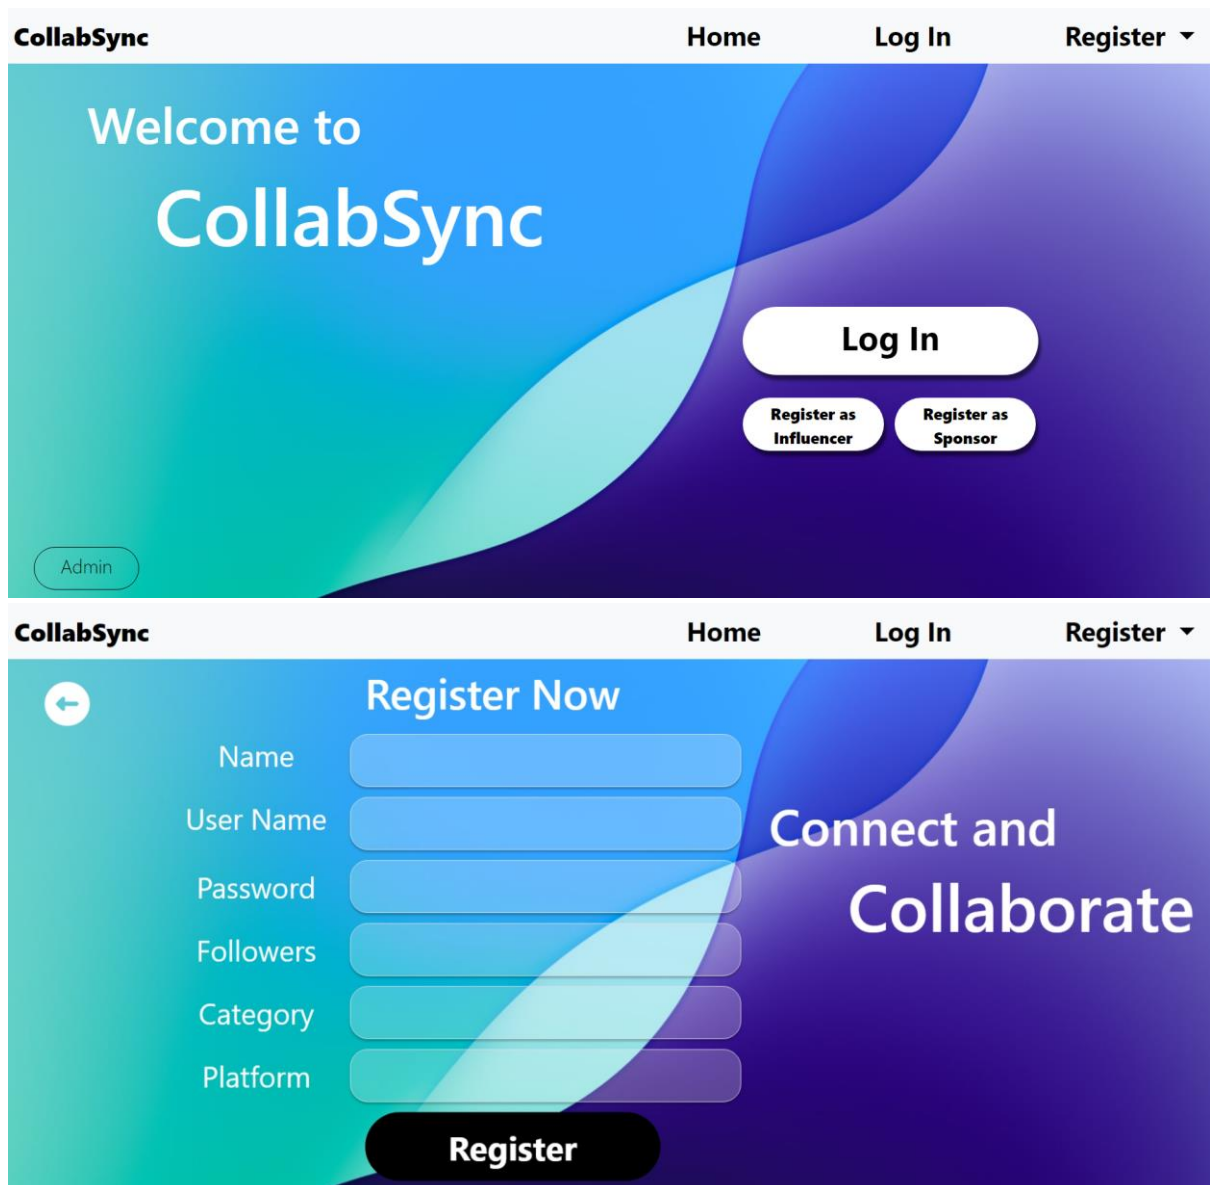 CollabSync Home Log In Register
Welcome to
CollabSync
Log In
Register as Influencer
Register as Sponsor
Admin
CollabSync Home Log In Register
Register Now
Name
User Name
Password
Followers
Category
Platform
Register
Connect and
Collaborate